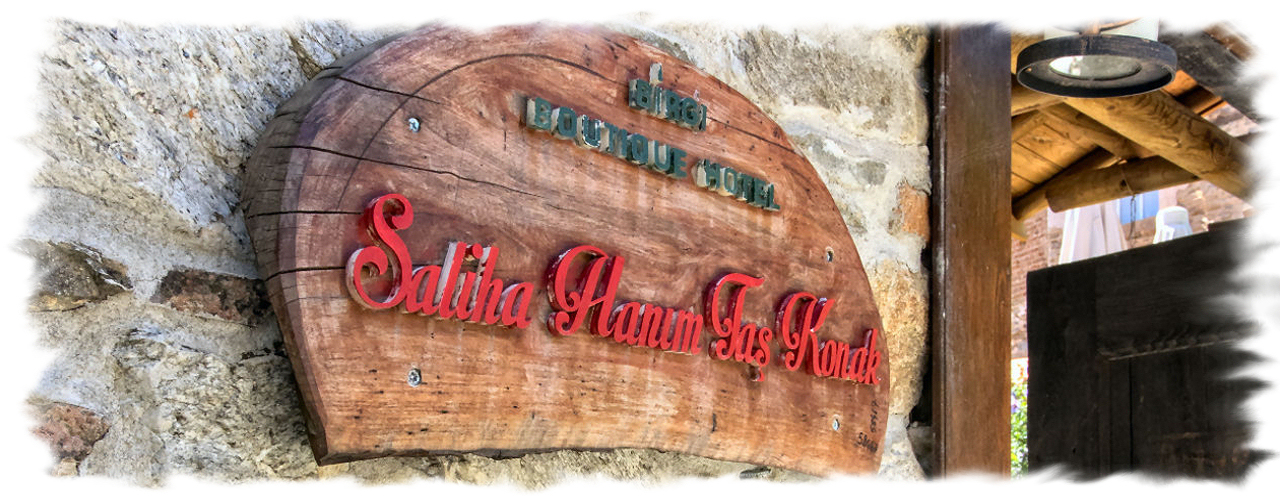 BİRGİ
BOUTIQUE HOTEL
Saliha Hanım Taş Konak